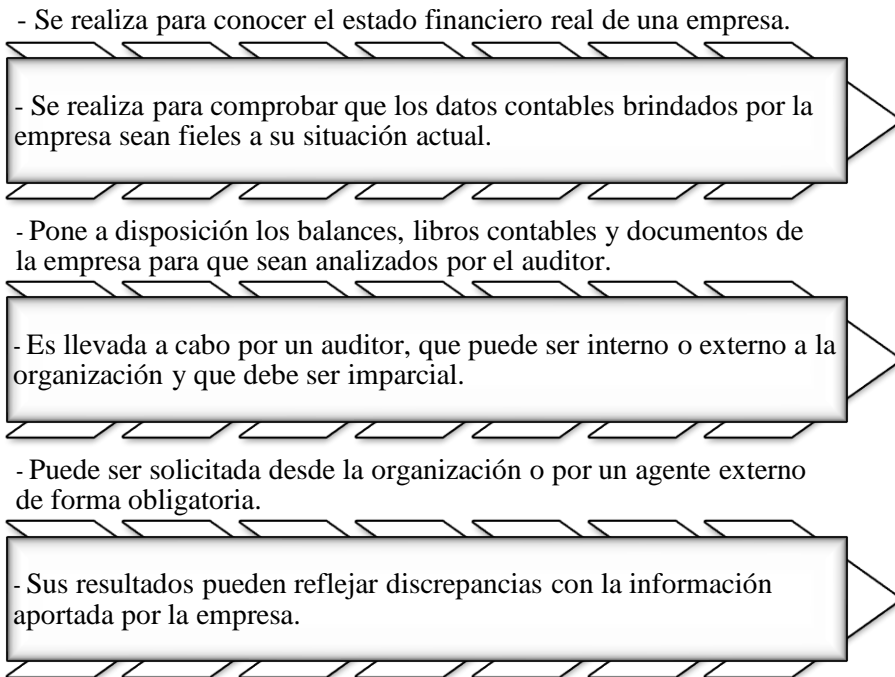 - Se realiza para conocer el estado financiero real de una empresa.
- Se realiza para comprobar que los datos contables brindados por la
empresa sean fieles a su situación actual.
- Pone a disposición los balances, libros contables y documentos de
la empresa para que sean analizados por el auditor.
- Es llevada a cabo por un auditor, que puede ser interno o externo a la
organización y que debe ser imparcial.
- Puede ser solicitada desde la organización o por un agente externo
de forma obligatoria.
- Sus resultados pueden reflejar discrepancias con la información
aportada por la empresa.